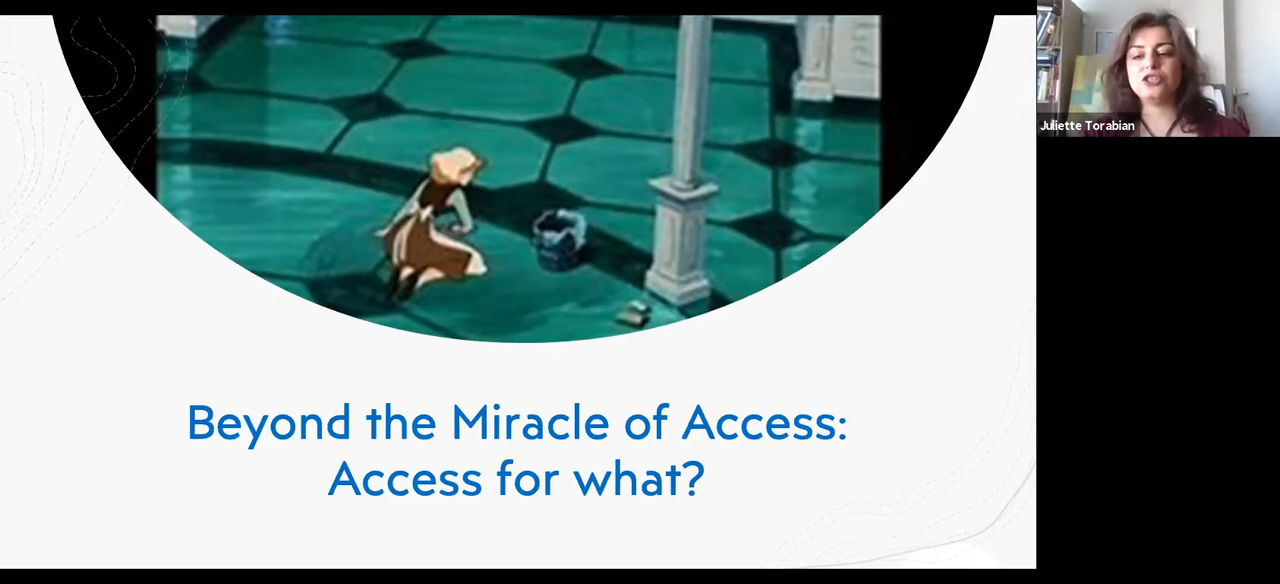 Juliette Torabian
Beyond the Miracle of Access:
Access for what?